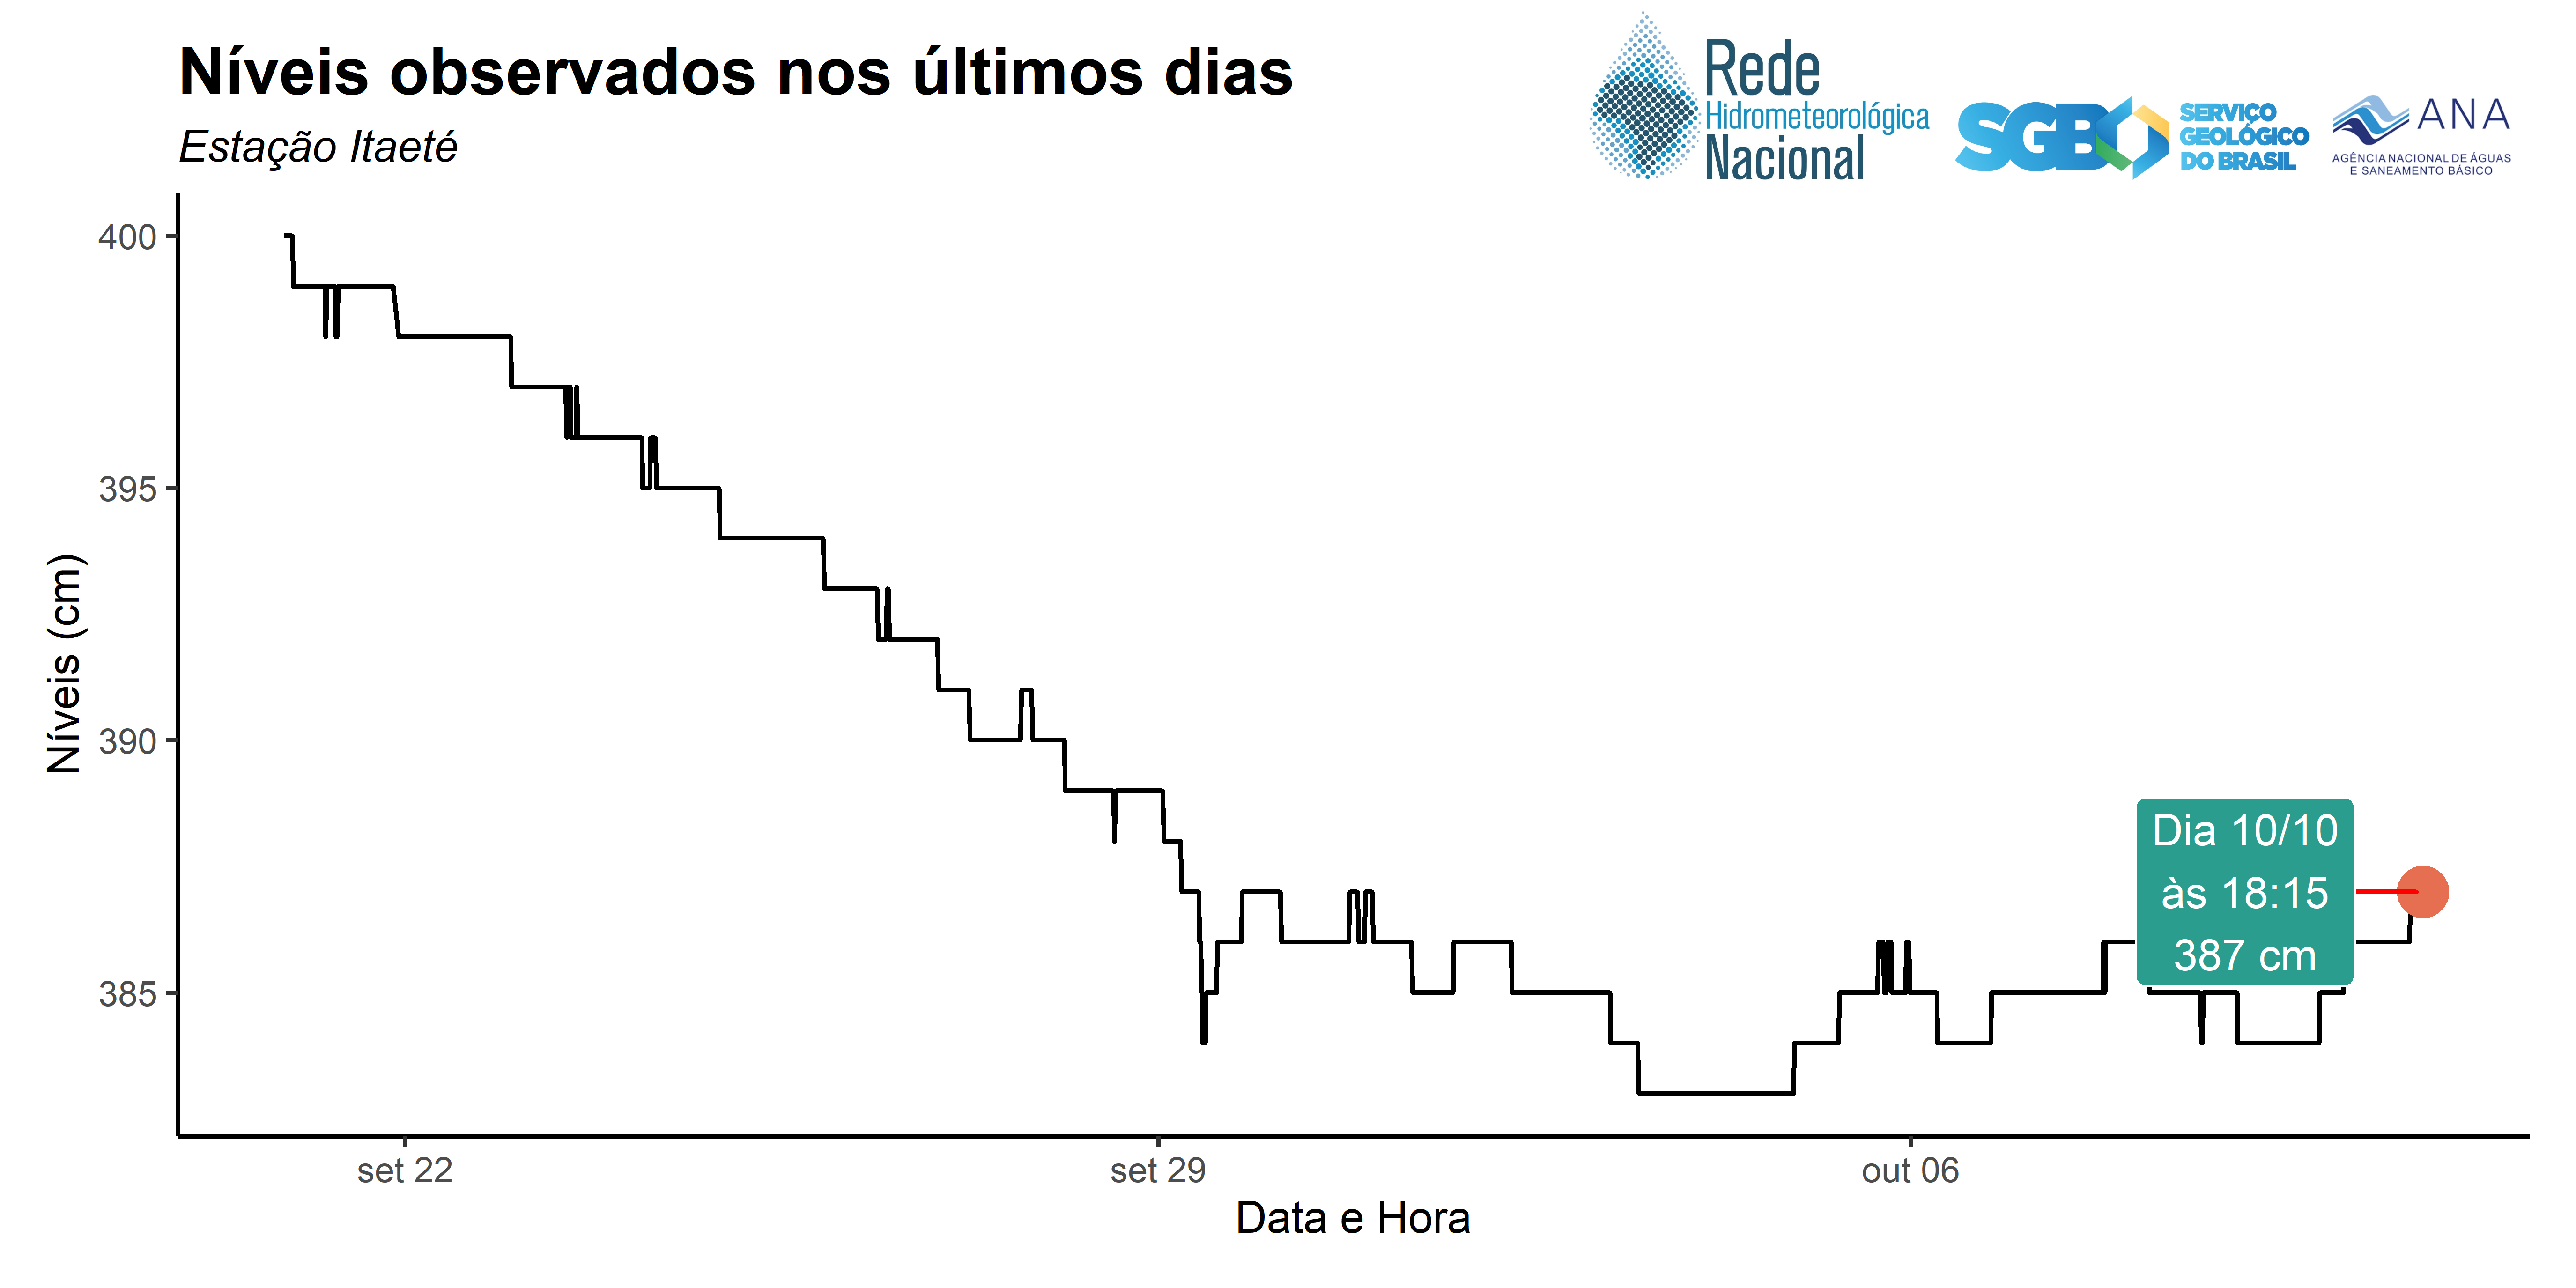 Níveis observados nos últimos dias
Estação Itaeté
Rede
Hidrometeorológica
Nacional
SGB
SERVIÇO
GEOLÓGICO
DO BRASIL
ANA
AGÊNCIA NACIONAL DE ÁGUAS
E SANEAMENTO BÁSICO
Níveis (cm)
400
395
390
385
Dia 10/10
às 18:15
387 cm
set 22
set 29
out 06
Data e Hora